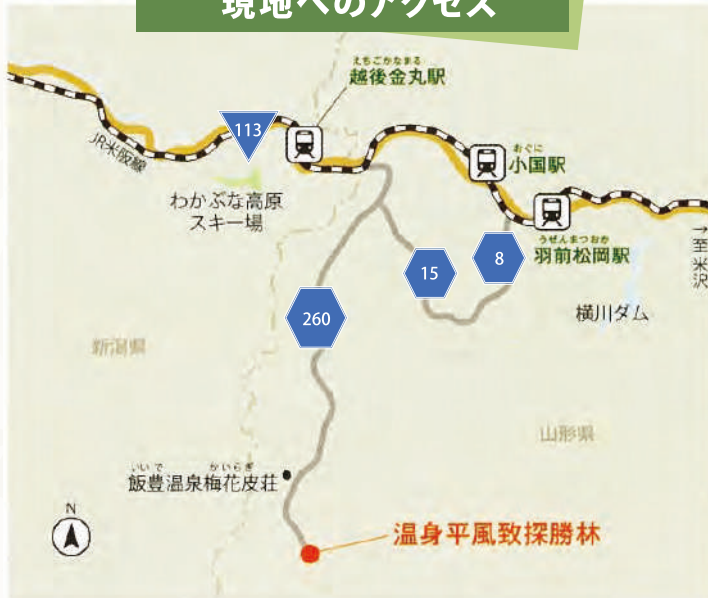 現地へのアクセス
えちごかなまる
越後金丸駅
113
JR米阪線
おぐに
小国駅
わかぶな高原
スキー場
うぜんまつおか
羽前松岡駅
→至米沢
15
8
260
横川ダム
新潟県
山形県
いいで かいらぎ
飯豊温泉梅花皮荘
N
温身平風致探勝林